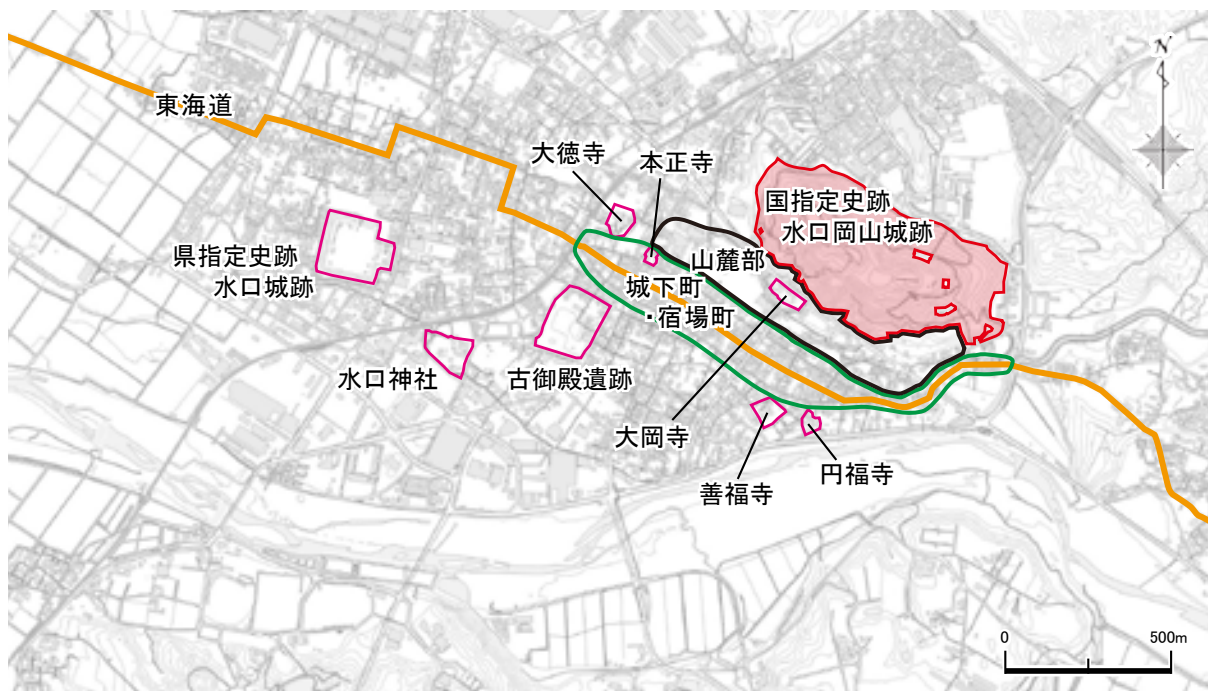 N
東海道
大徳寺
本正寺
国指定史跡
水口岡山城跡
山麓部
県指定史跡
水口城跡
城下町
・宿場町
水口神社
古御殿遺跡
大岡寺
善福寺
円福寺
0
500m